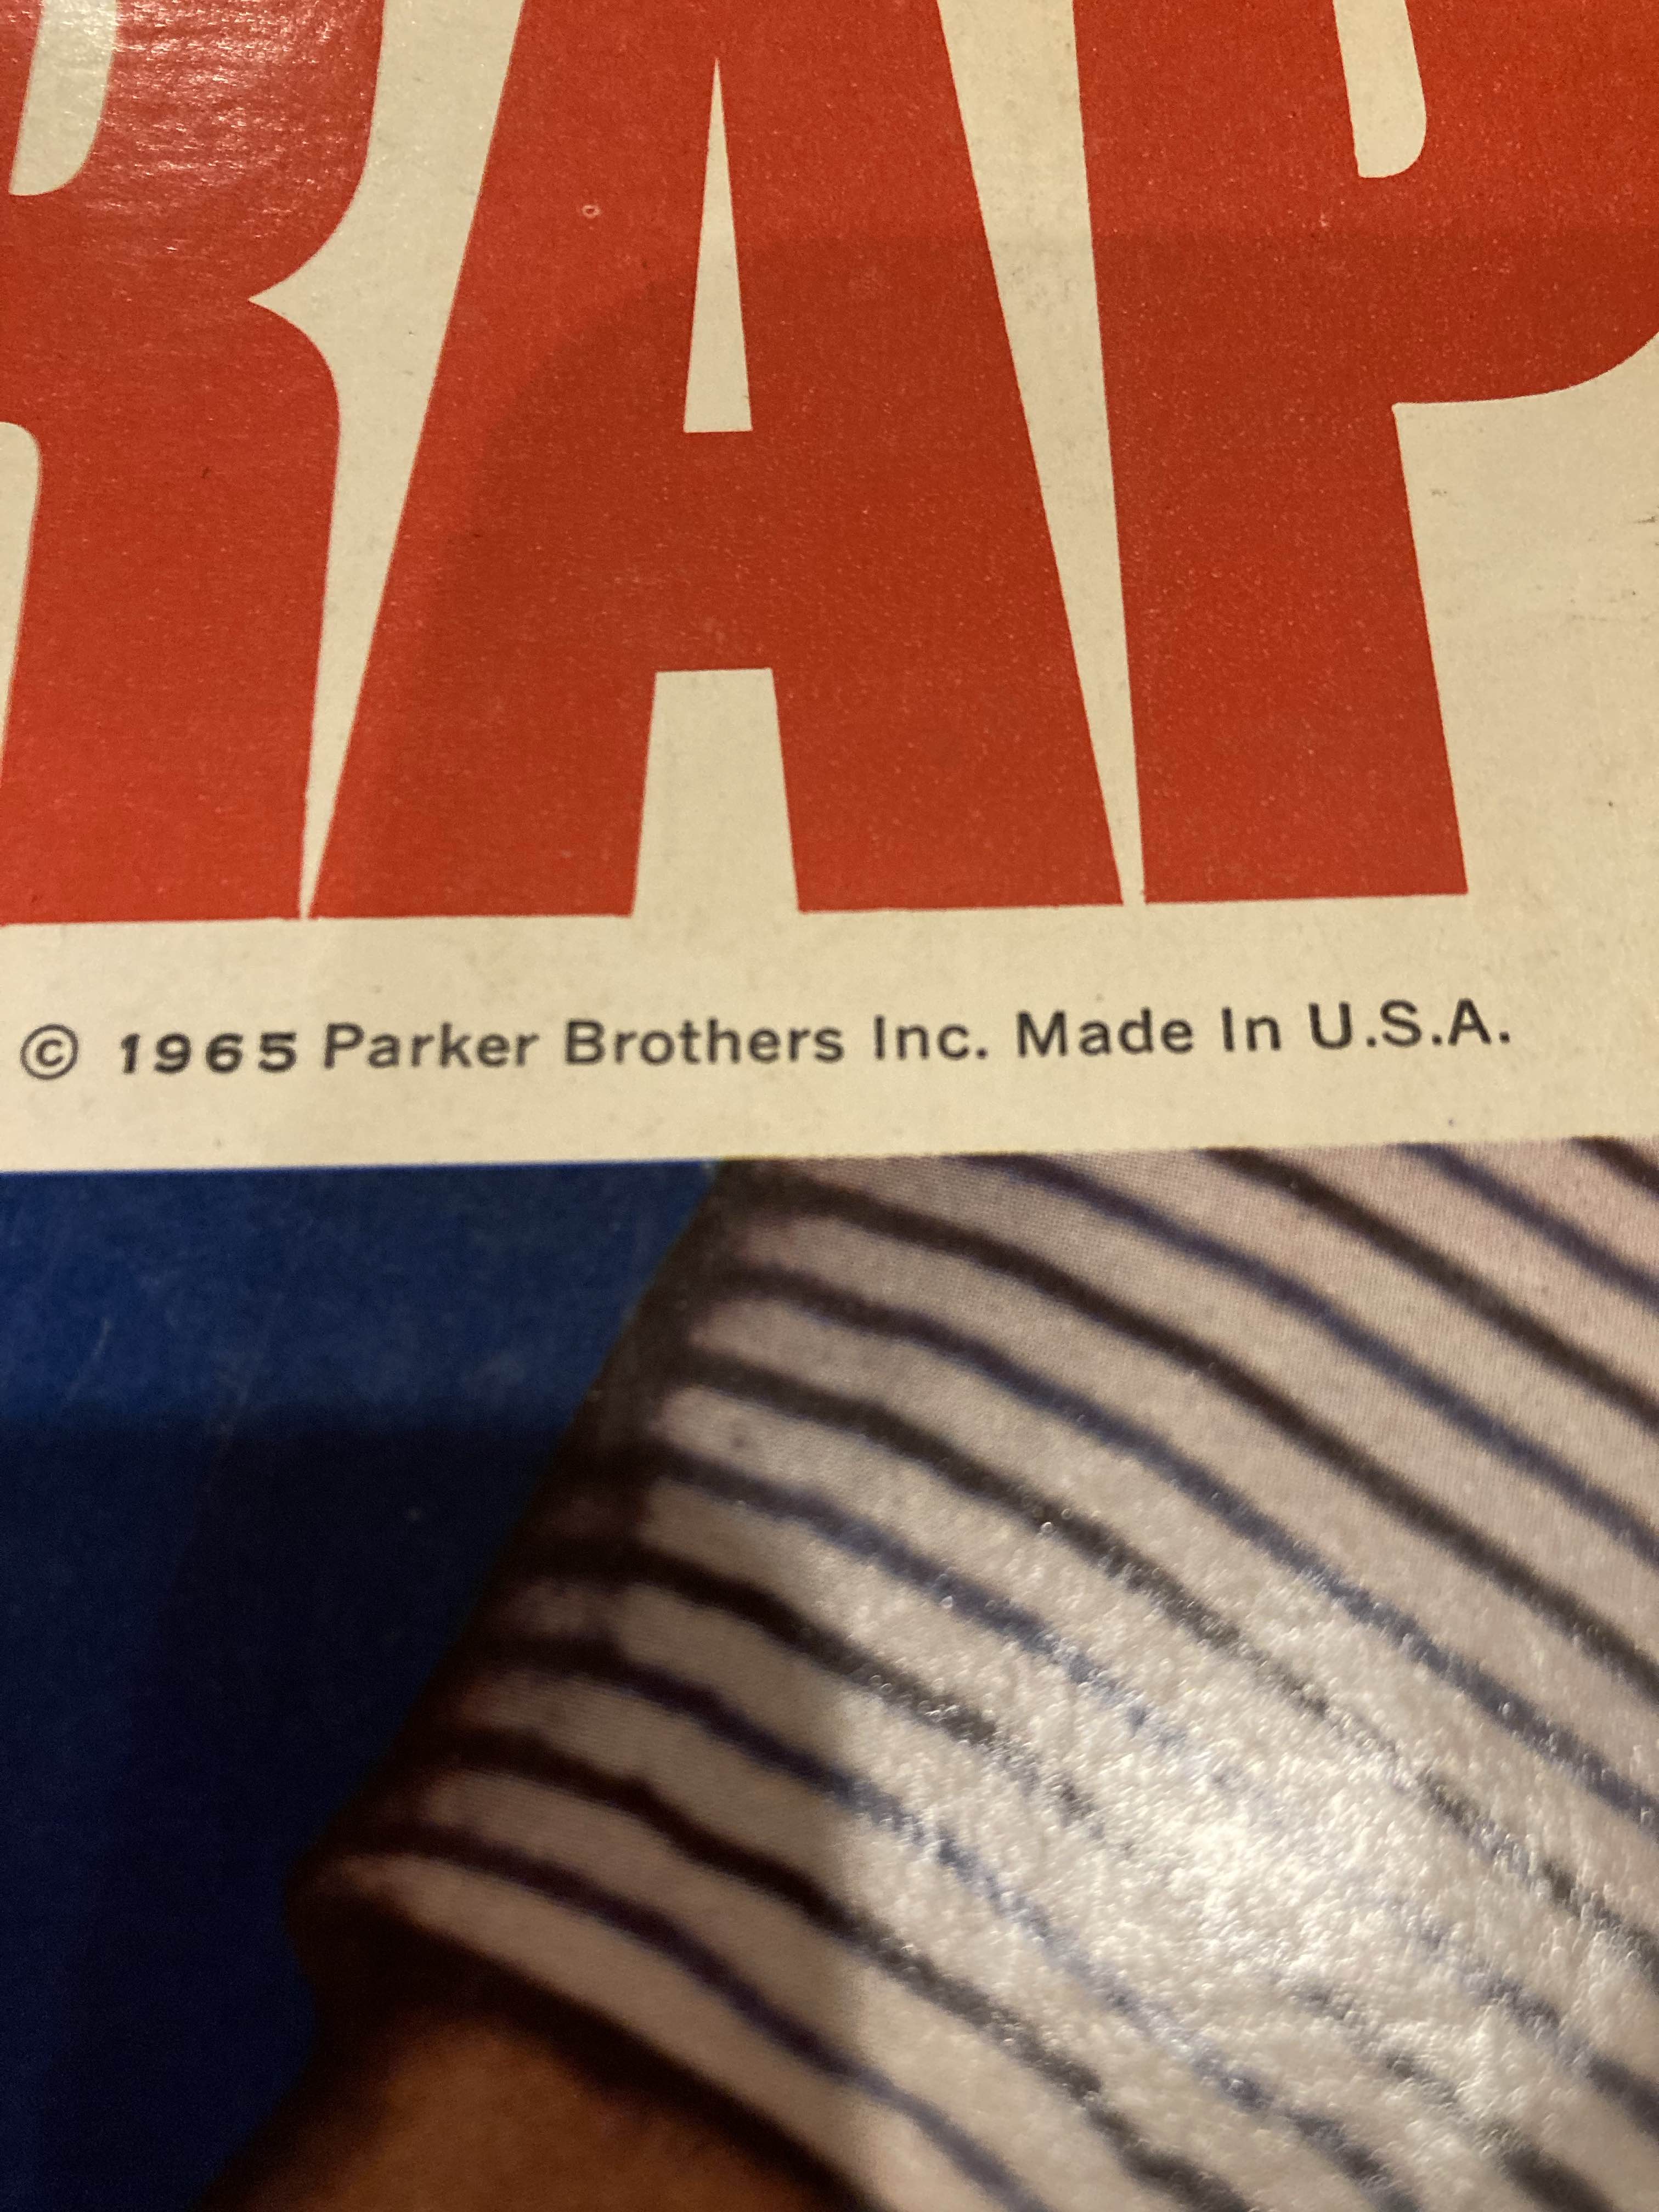 RAP
© 1965 Parker Brothers Inc. Made In U.S.A.